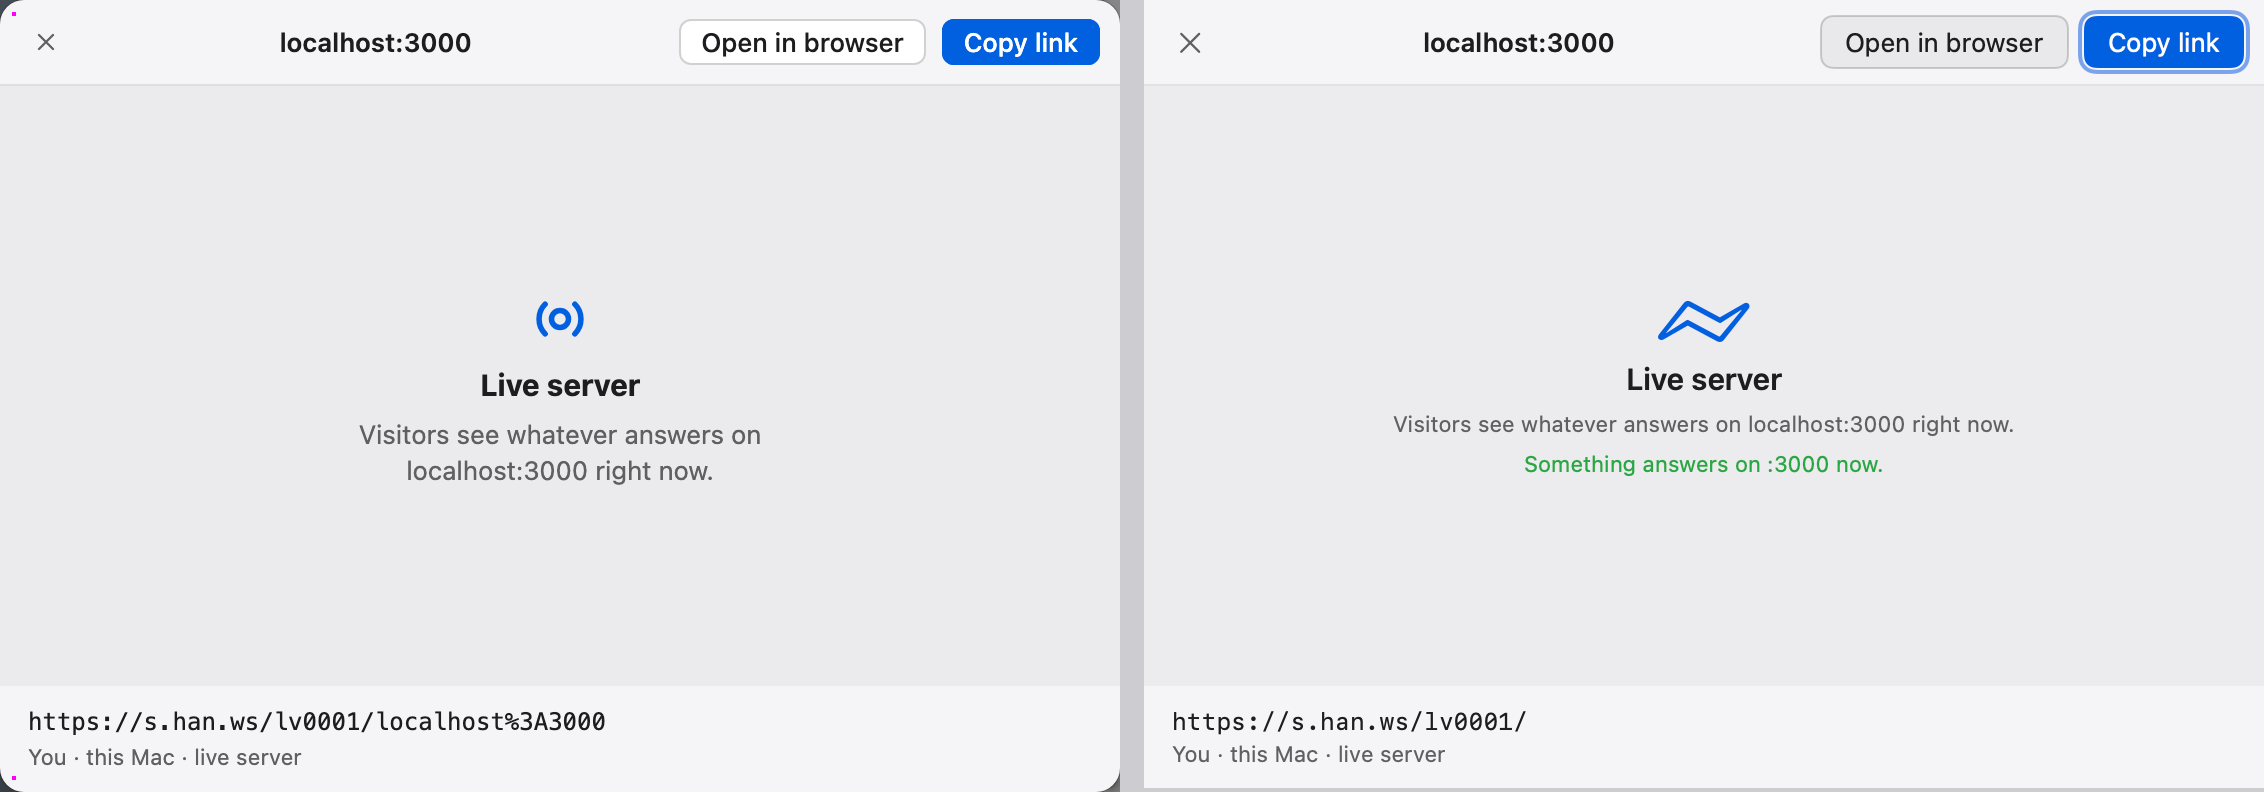 localhost:3000
Open in browser
Copy link
Live server
Visitors see whatever answers on
localhost:3000 right now.
https://s.han.ws/lv0001/localhost%3A3000
You · this Mac · live server
localhost:3000
Open in browser
Copy link
Live server
Visitors see whatever answers on localhost:3000 right now.
Something answers on :3000 now.
https://s.han.ws/lv0001/
You · this Mac · live server